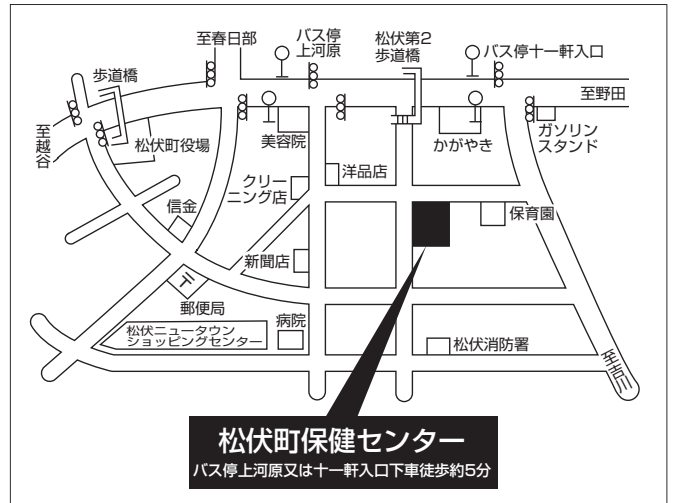 至春日部
バス停
上河原
松伏第2
歩道橋
バス停十一軒入口
歩道橋
至野田
至越谷
松伏町役場
美容院
かがやき
ガソリン
スタンド
クリー
ニング店
洋品店
信金
保育園
新聞店
〒
郵便局
病院
松伏ニュータウン
ショッピングセンター
松伏消防署
至吉川
松伏町保健センター
バス停上河原又は十一軒入口下車徒歩約5分